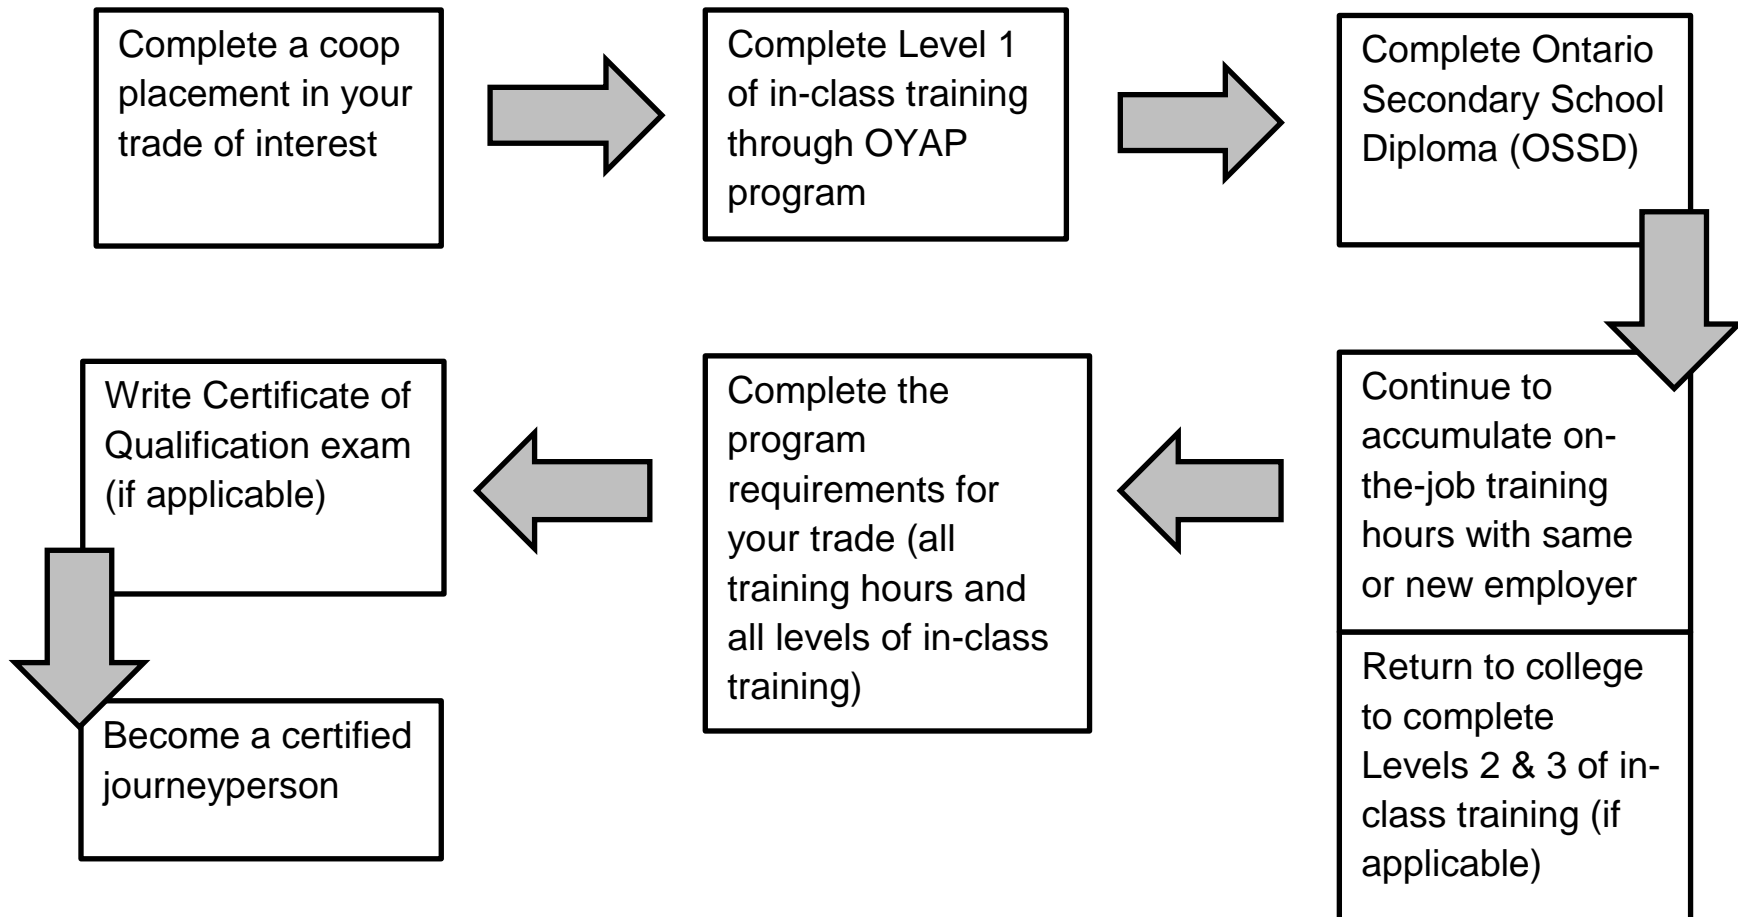 Complete a coop
placement in your
trade of interest
Complete Level 1
of in-class training
through OYAP
program
Complete Ontario
Secondary School
Diploma (OSSD)
Continue to
accumulate on-
the-job training
hours with same
or new employer
Return to college
to complete
Levels 2 & 3 of in-
class training (if
applicable)
Complete the
program
requirements for
your trade (all
training hours and
all levels of in-class
training)
Write Certificate of
Qualification exam
(if applicable)
Become a certified
journeyperson